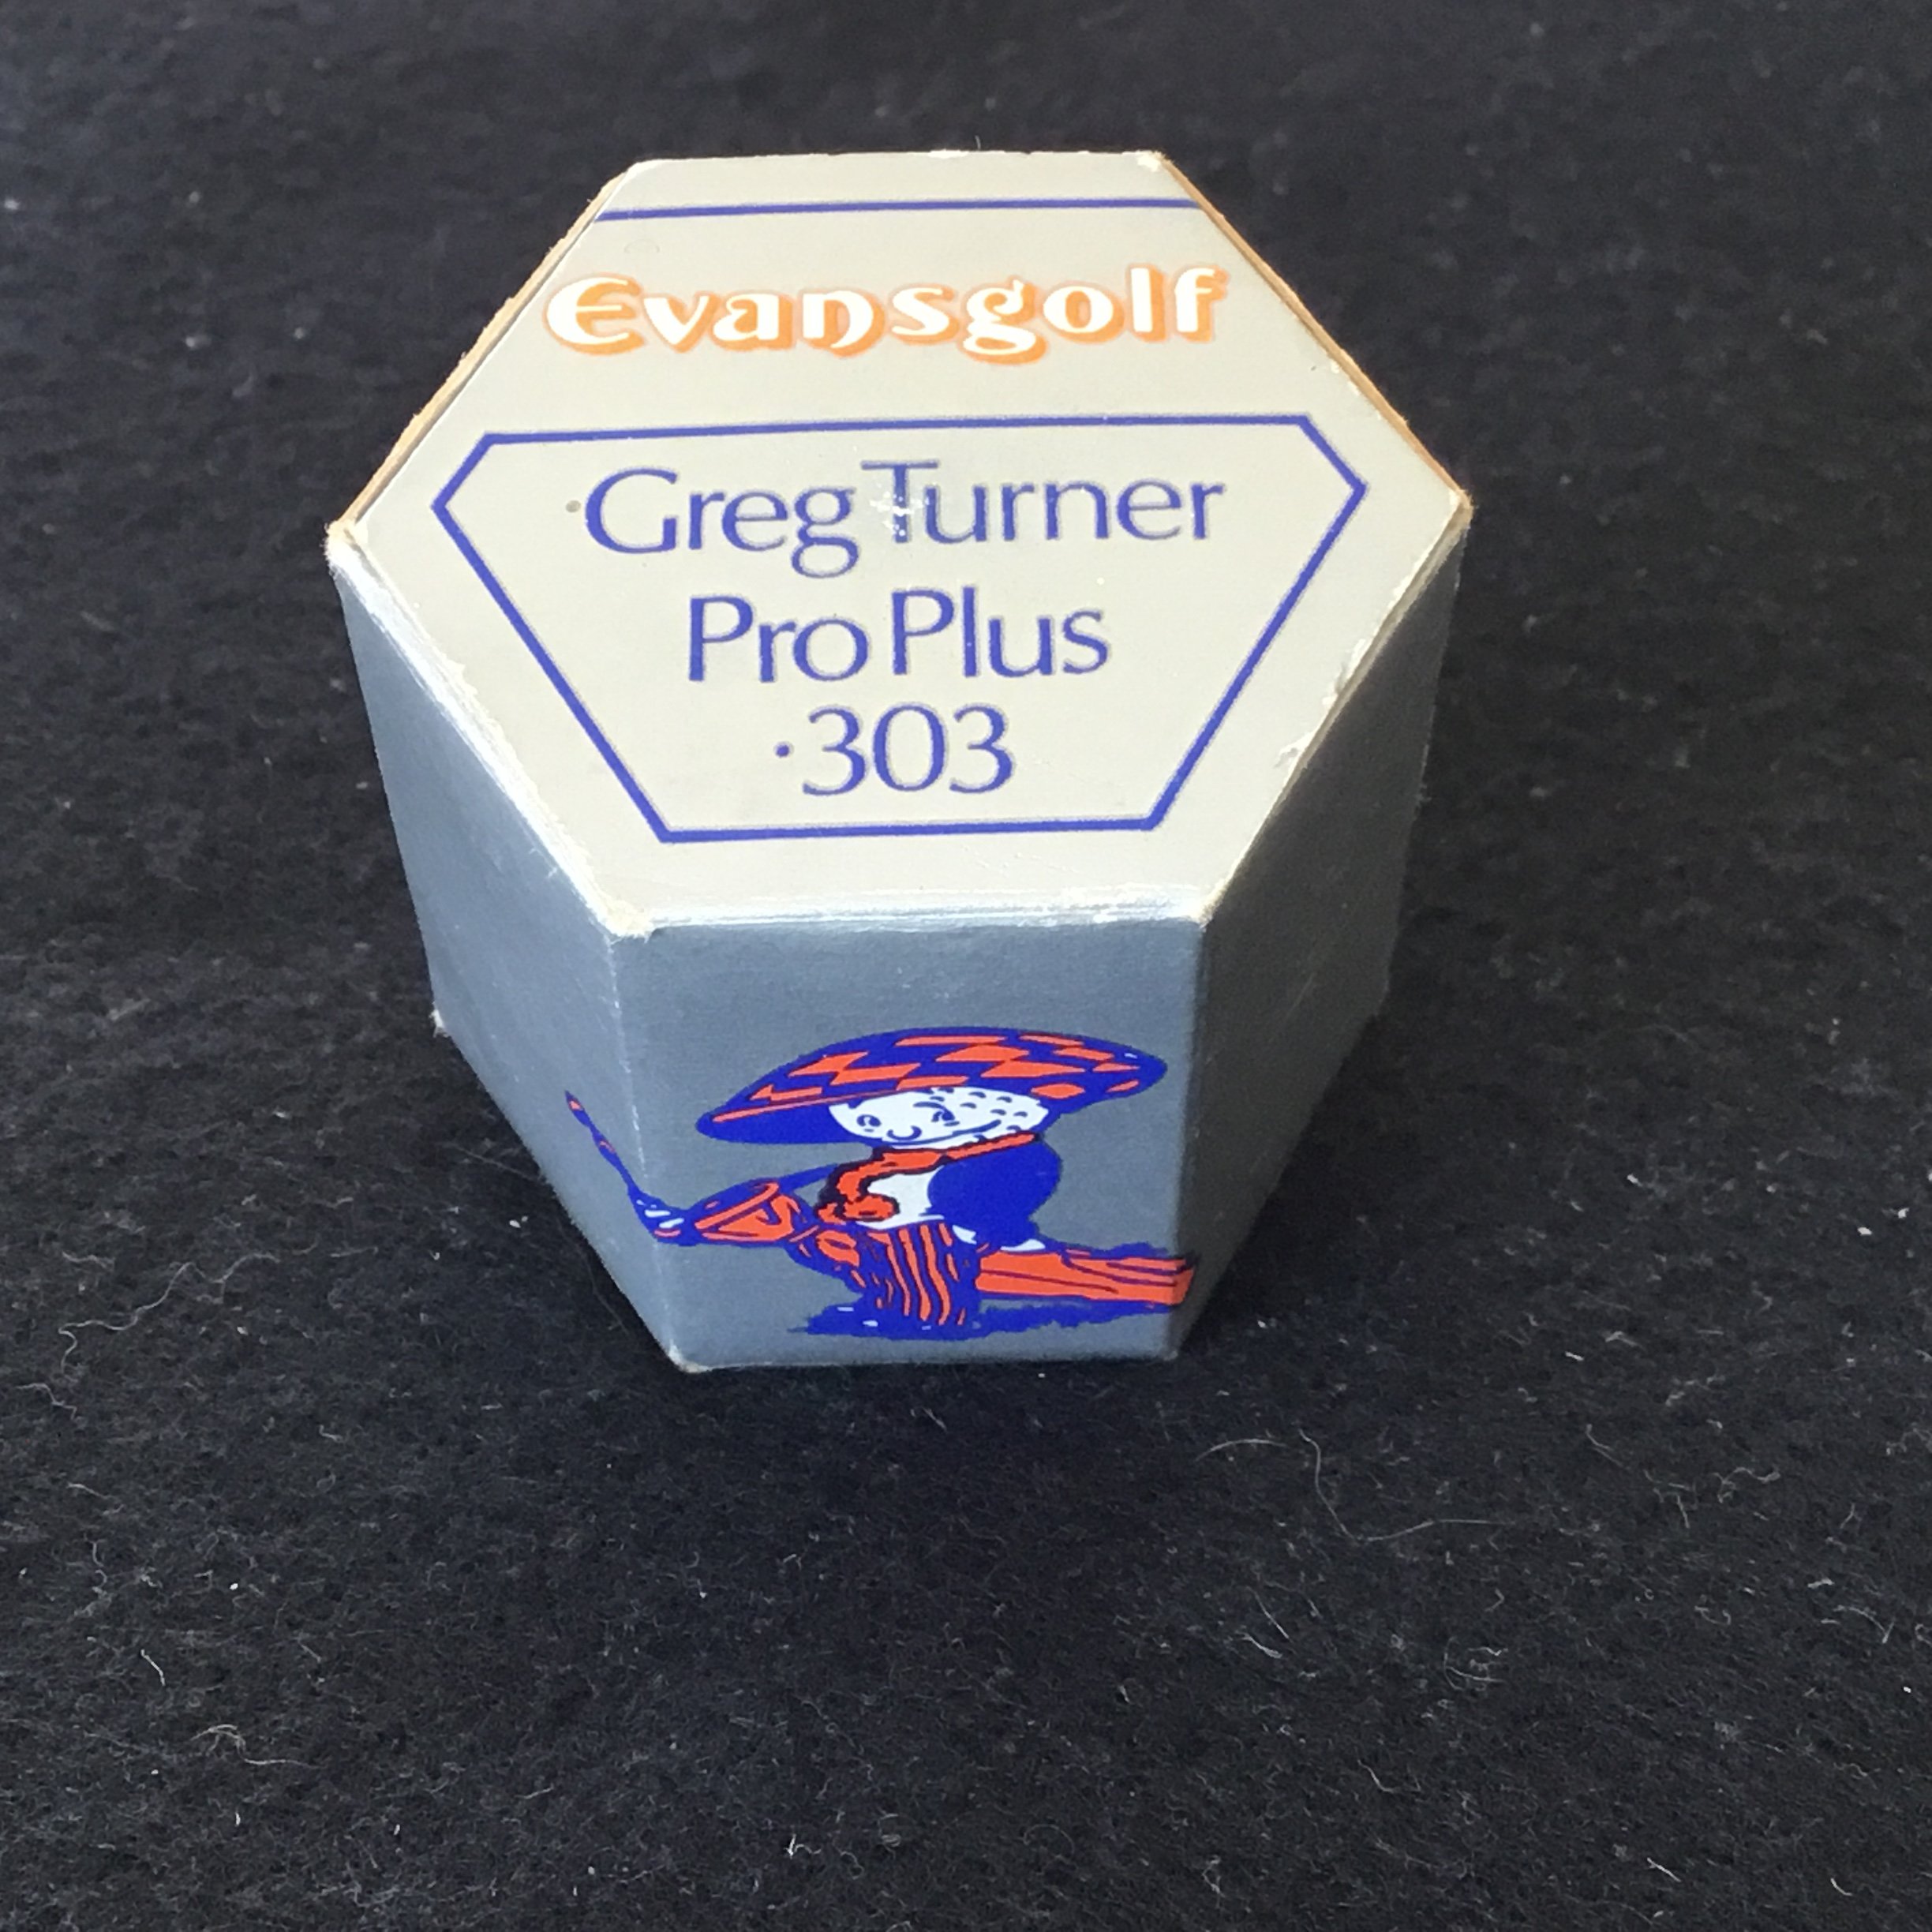 Evansgolf
Greg Turner
Pro Plus
·303